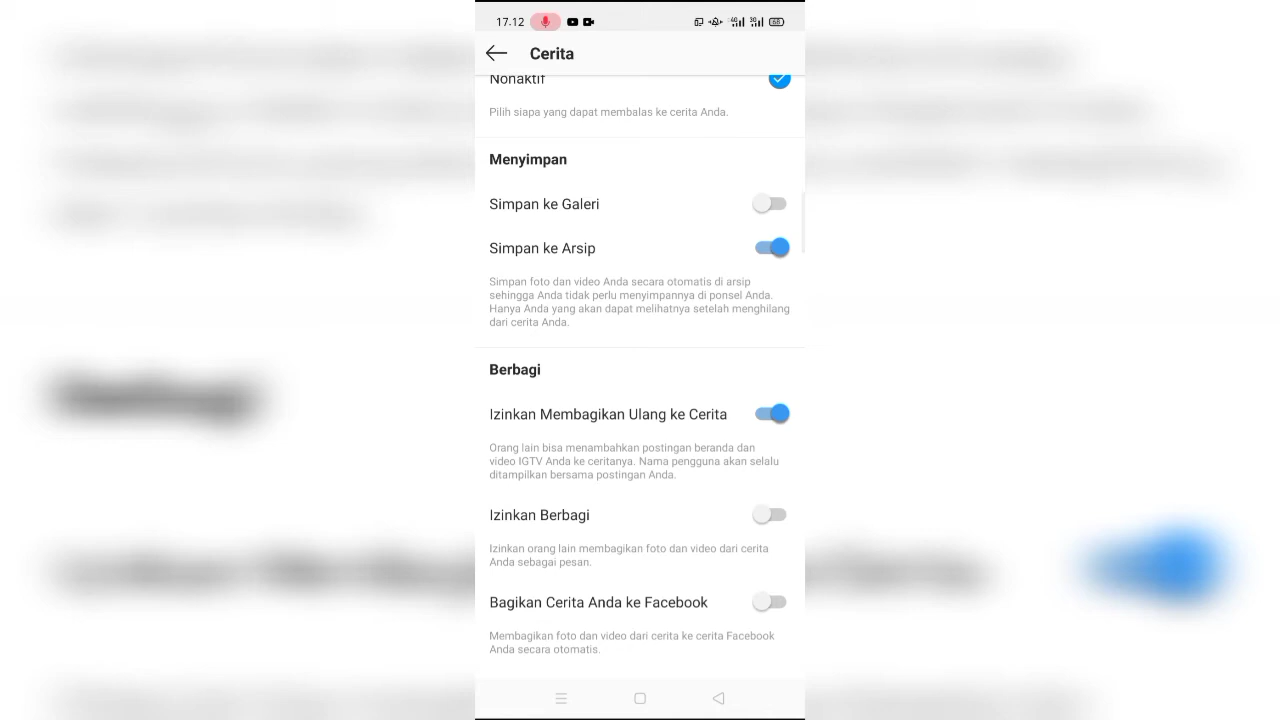 17.12
4G
3G
68
Cerita
Nonaktif
Pilih siapa yang dapat membalas ke cerita Anda.
Menyimpan
Simpan ke Galeri
Simpan ke Arsip
Simpan foto dan video Anda secara otomatis di arsip
sehingga Anda tidak perlu menyimpannya di ponsel Anda.
Hanya Anda yang akan dapat melihatnya setelah menghilang
dari cerita Anda.
Berbagi
Izinkan Membagikan Ulang ke Cerita
Orang lain bisa menambahkan postingan beranda dan
video IGTV Anda ke ceritanya. Nama pengguna akan selalu
ditampilkan bersama postingan Anda.
Izinkan Berbagi
Izinkan orang lain membagikan foto dan video dari cerita
Anda sebagai pesan.
Bagikan Cerita Anda ke Facebook
Membagikan foto dan video dari cerita ke cerita Facebook
Anda secara otomatis.